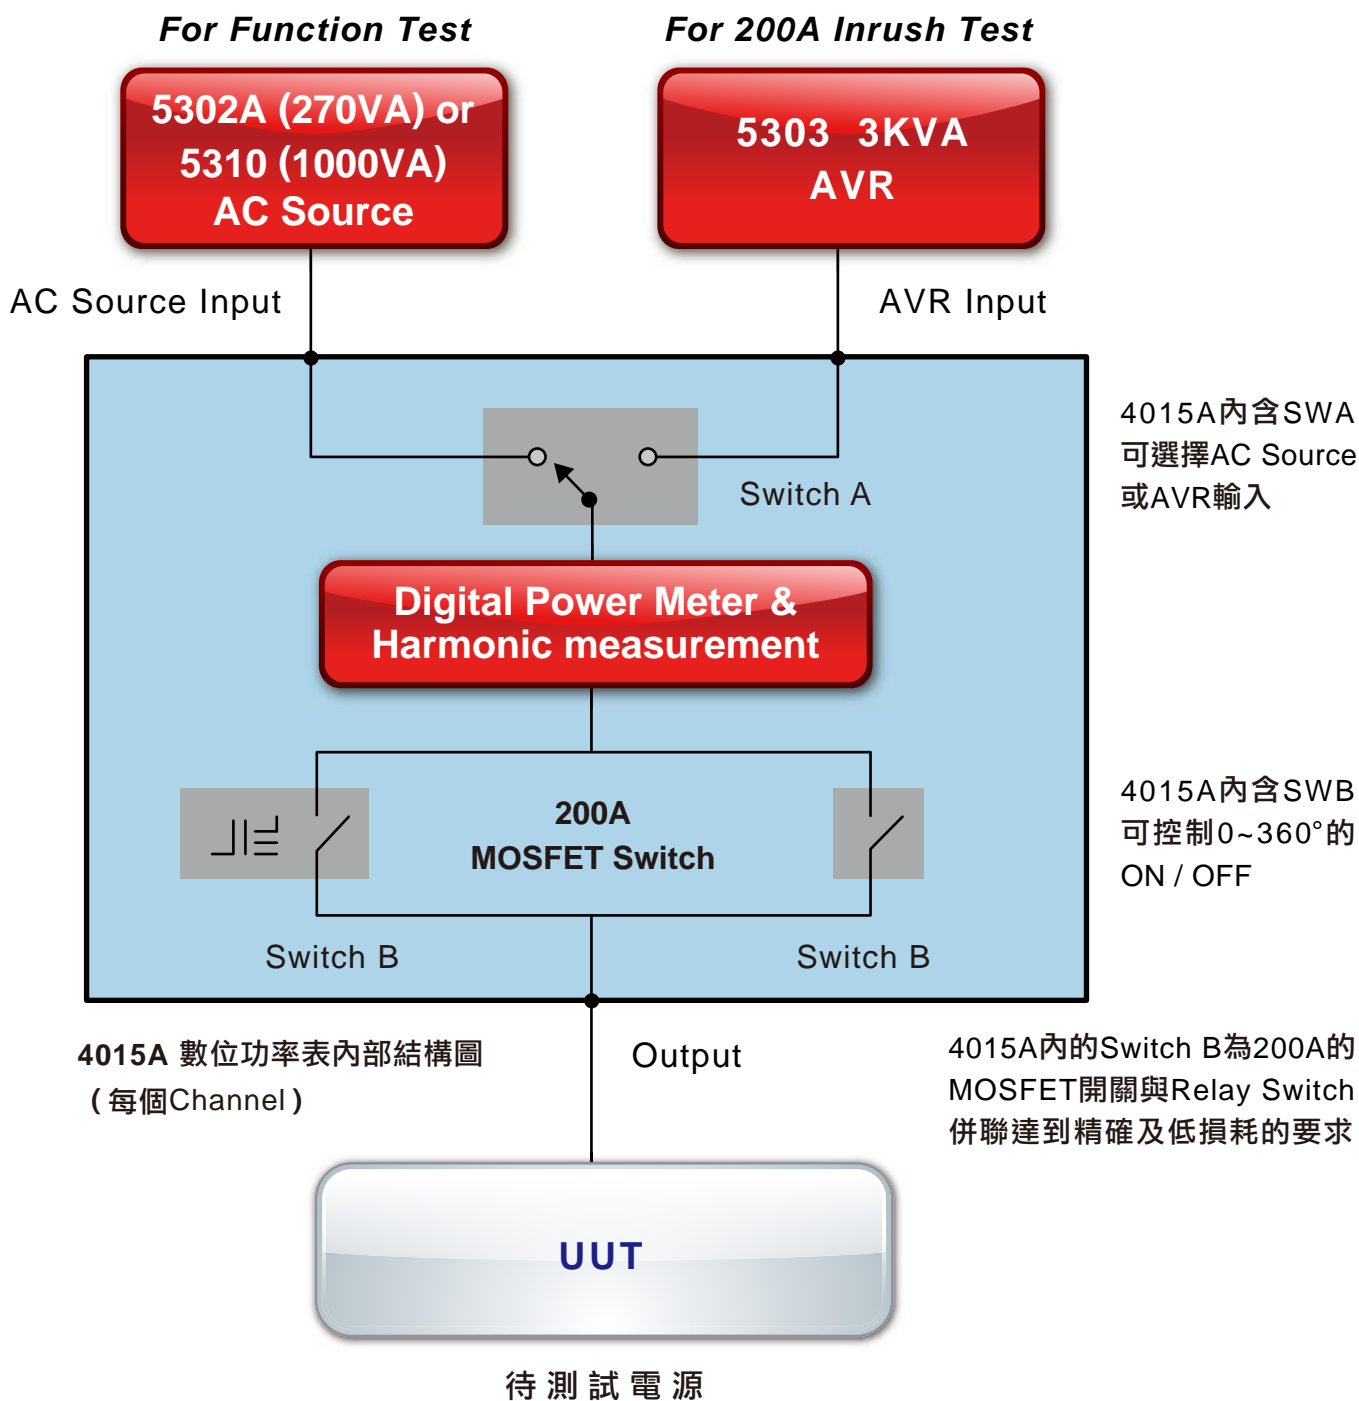 For Function Test
For 200A Inrush Test
5302A (270VA) or
5310 (1000VA)
AC Source
5303 3KVA
AVR
AC Source Input
AVR Input
4015A內含SWA
可選擇AC Source
或AVR輸入
Switch A
Digital Power Meter &
Harmonic measurement
200A
MOSFET Switch
4015A內含SWB
可控制0~360°的
ON / OFF
Switch B
Switch B
4015A 數位功率表內部結構圖
（每個Channel）
Output
4015A內的Switch B為200A的
MOSFET開關與Relay Switch
併聯達到精確及低損耗的要求
UUT
待測試電源